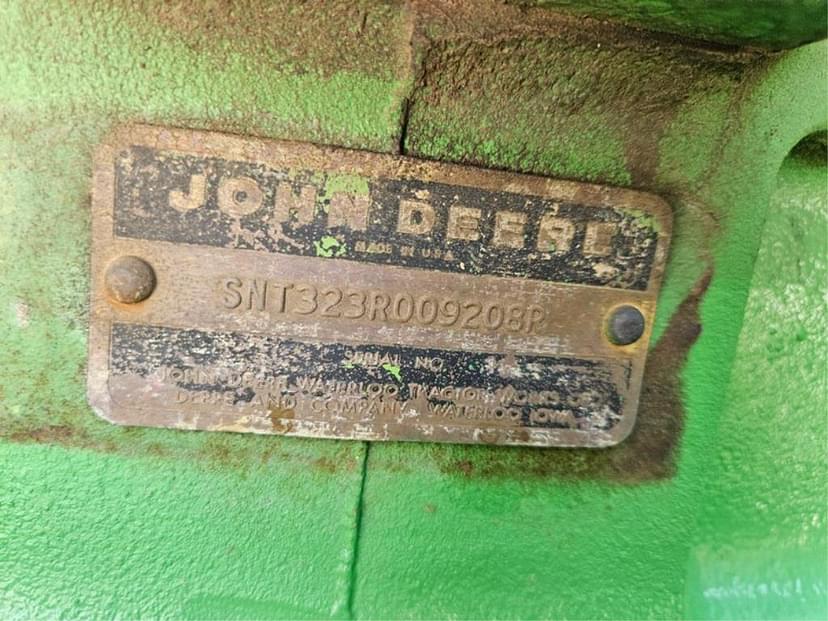 JOHN DEERE
MADE IN U.S.A.
SNT323R009208R
SERIAL NO.
JOHN DEERE WATERLOO TRACTOR WORKS OF
DEERE AND COMPANY, WATERLOO IOWA